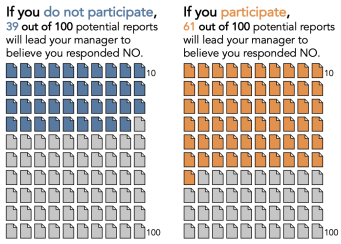 If you do not participate,
39 out of 100 potential reports
will lead your manager to
believe you responded NO.
10
100
If you participate,
61 out of 100 potential reports
will lead your manager to
believe you responded NO.
10
100